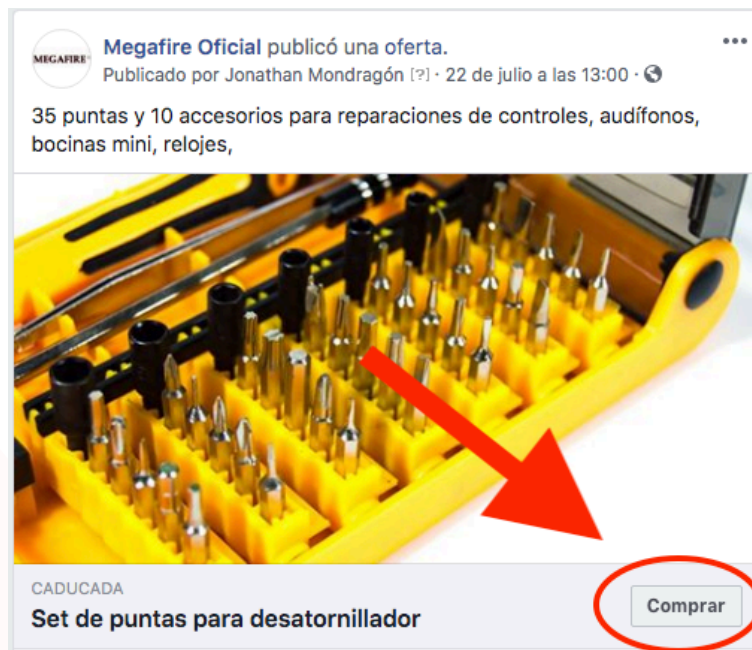 MEGAFIRE
Megafire Oficial publicó una oferta.
Publicado por Jonathan Mondragón [?] · 22 de julio a las 13:00 ·
35 puntas y 10 accesorios para reparaciones de controles, audífonos,
bocinas mini, relojes,
CADUCADA
Set de puntas para desatornillador
Comprar